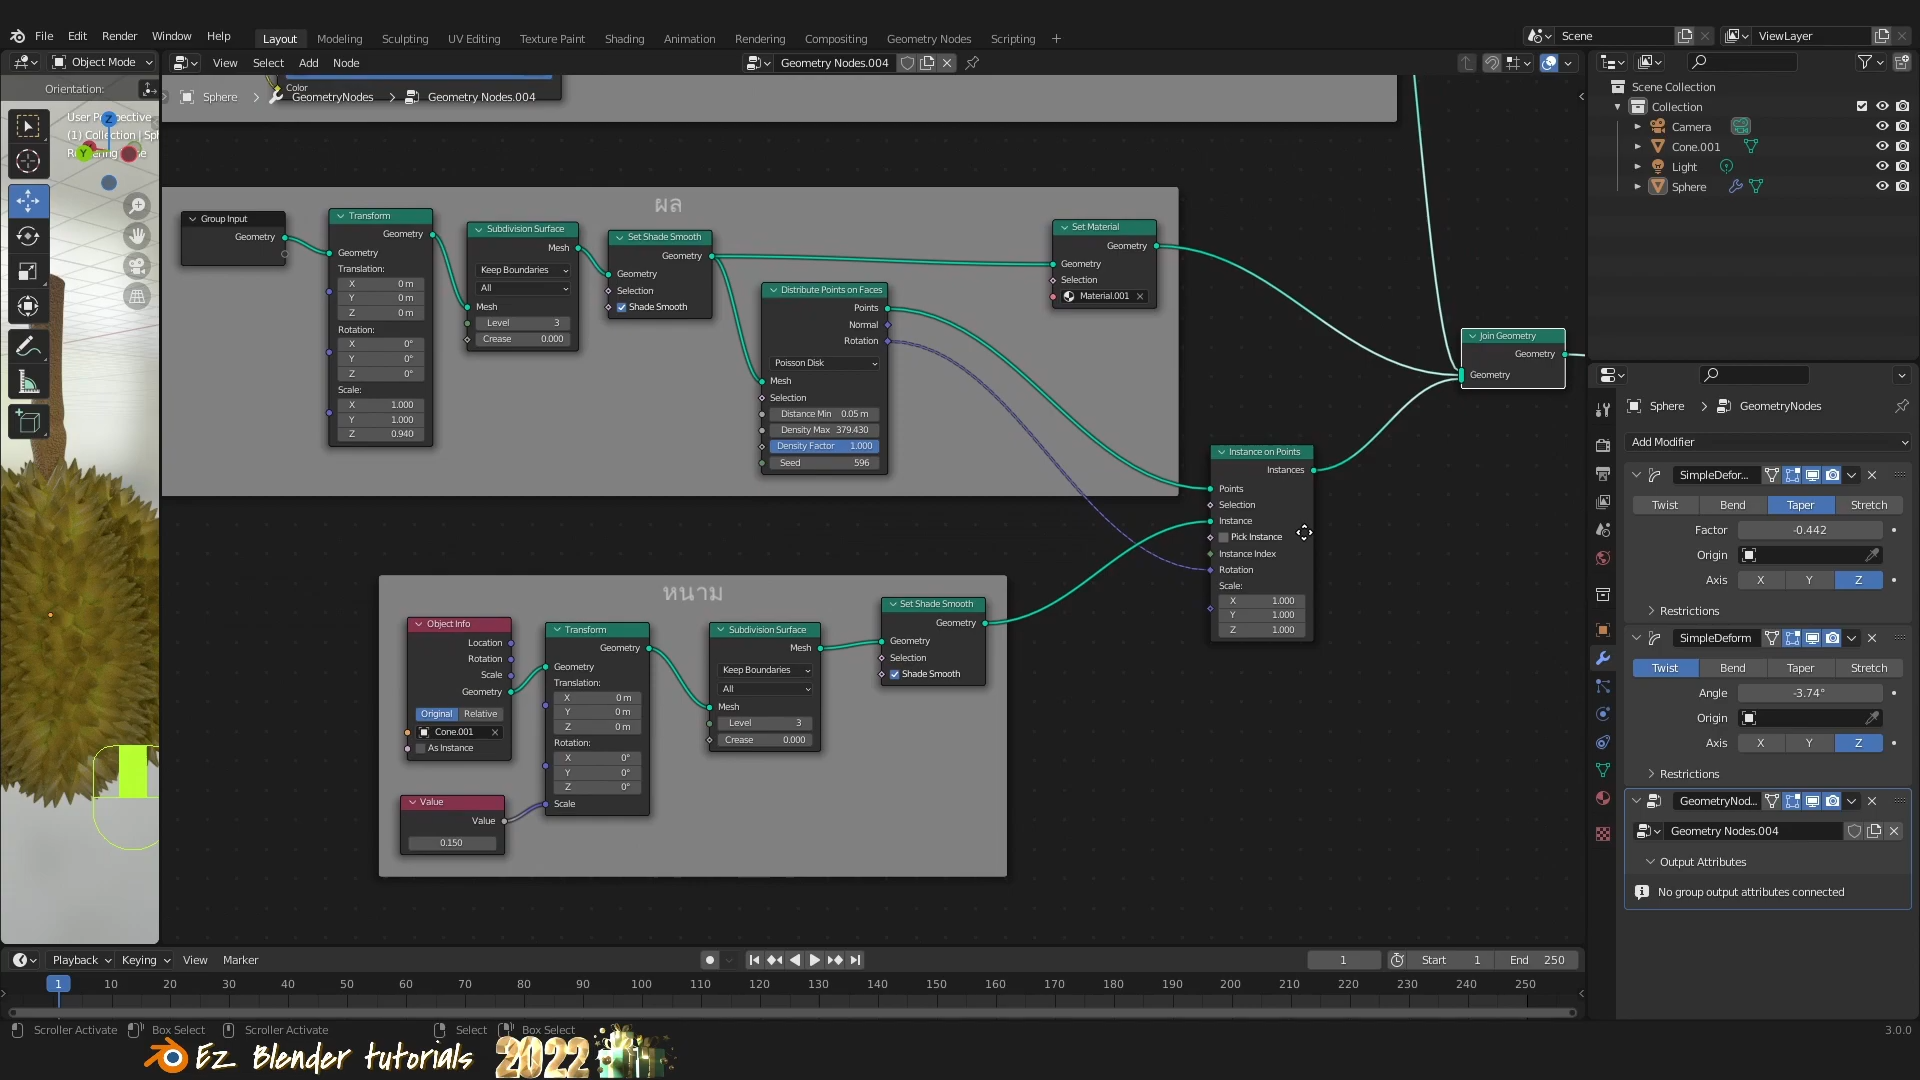 File Edit Render Window Help Layout Modeling Sculpting UV Editing Texture Paint Shading Animation Rendering Compositing Geometry Nodes Scripting + Scene ViewLayer
Object Mode View Select Add Node Geometry Nodes.004
Orientation:
Color
Sphere > GeometryNodes > Geometry Nodes.004
User Perspective
(1) Collection | Sph
ผล
Group Input
Geometry
Transform
Geometry
Geometry
Translation:
X 0 m
Y 0 m
Z 0 m
Rotation:
X 0°
Y 0°
Z 0°
Scale:
X 1.000
Y 1.000
Z 0.940
Subdivision Surface
Mesh
Keep Boundaries
All
Mesh
Level 3
Crease 0.000
Set Shade Smooth
Geometry
Geometry
Selection
Shade Smooth
Distribute Points on Faces
Points
Normal
Rotation
Poisson Disk
Mesh
Selection
Distance Min 0.05 m
Density Max 379.430
Density Factor 1.000
Seed 596
Set Material
Geometry
Geometry
Selection
Material.001
Join Geometry
Geometry
Geometry
Instance on Points
Instances
Points
Selection
Instance
Pick Instance
Instance Index
Rotation
Scale:
X 1.000
Y 1.000
Z 1.000
หนาม
Object Info
Location
Rotation
Scale
Geometry
Original Relative
Cone.001
As Instance
Value
Value
0.150
Transform
Geometry
Geometry
Translation:
X 0 m
Y 0 m
Z 0 m
Rotation:
X 0°
Y 0°
Z 0°
Scale
Subdivision Surface
Mesh
Keep Boundaries
All
Mesh
Level 3
Crease 0.000
Set Shade Smooth
Geometry
Geometry
Selection
Shade Smooth
Scene Collection
Collection
Camera
Cone.001
Light
Sphere
Sphere > GeometryNodes
Add Modifier
SimpleDefor...
Twist Bend Taper Stretch
Factor -0.442
Origin
Axis X Y Z
Restrictions
SimpleDeform
Twist Bend Taper Stretch
Angle -3.74°
Origin
Axis X Y Z
Restrictions
GeometryNod...
Geometry Nodes.004
Output Attributes
No group output attributes connected
Playback Keying View Marker 1 Start 1 End 250
1 10 20 30 40 50 60 70 80 90 100 110 120 130 140 150 160 170 180 190 200 210 220 230 240 250
Scroller Activate Box Select Scroller Activate Select Box Select 3.0.0
Ez Blender tutorials 2022